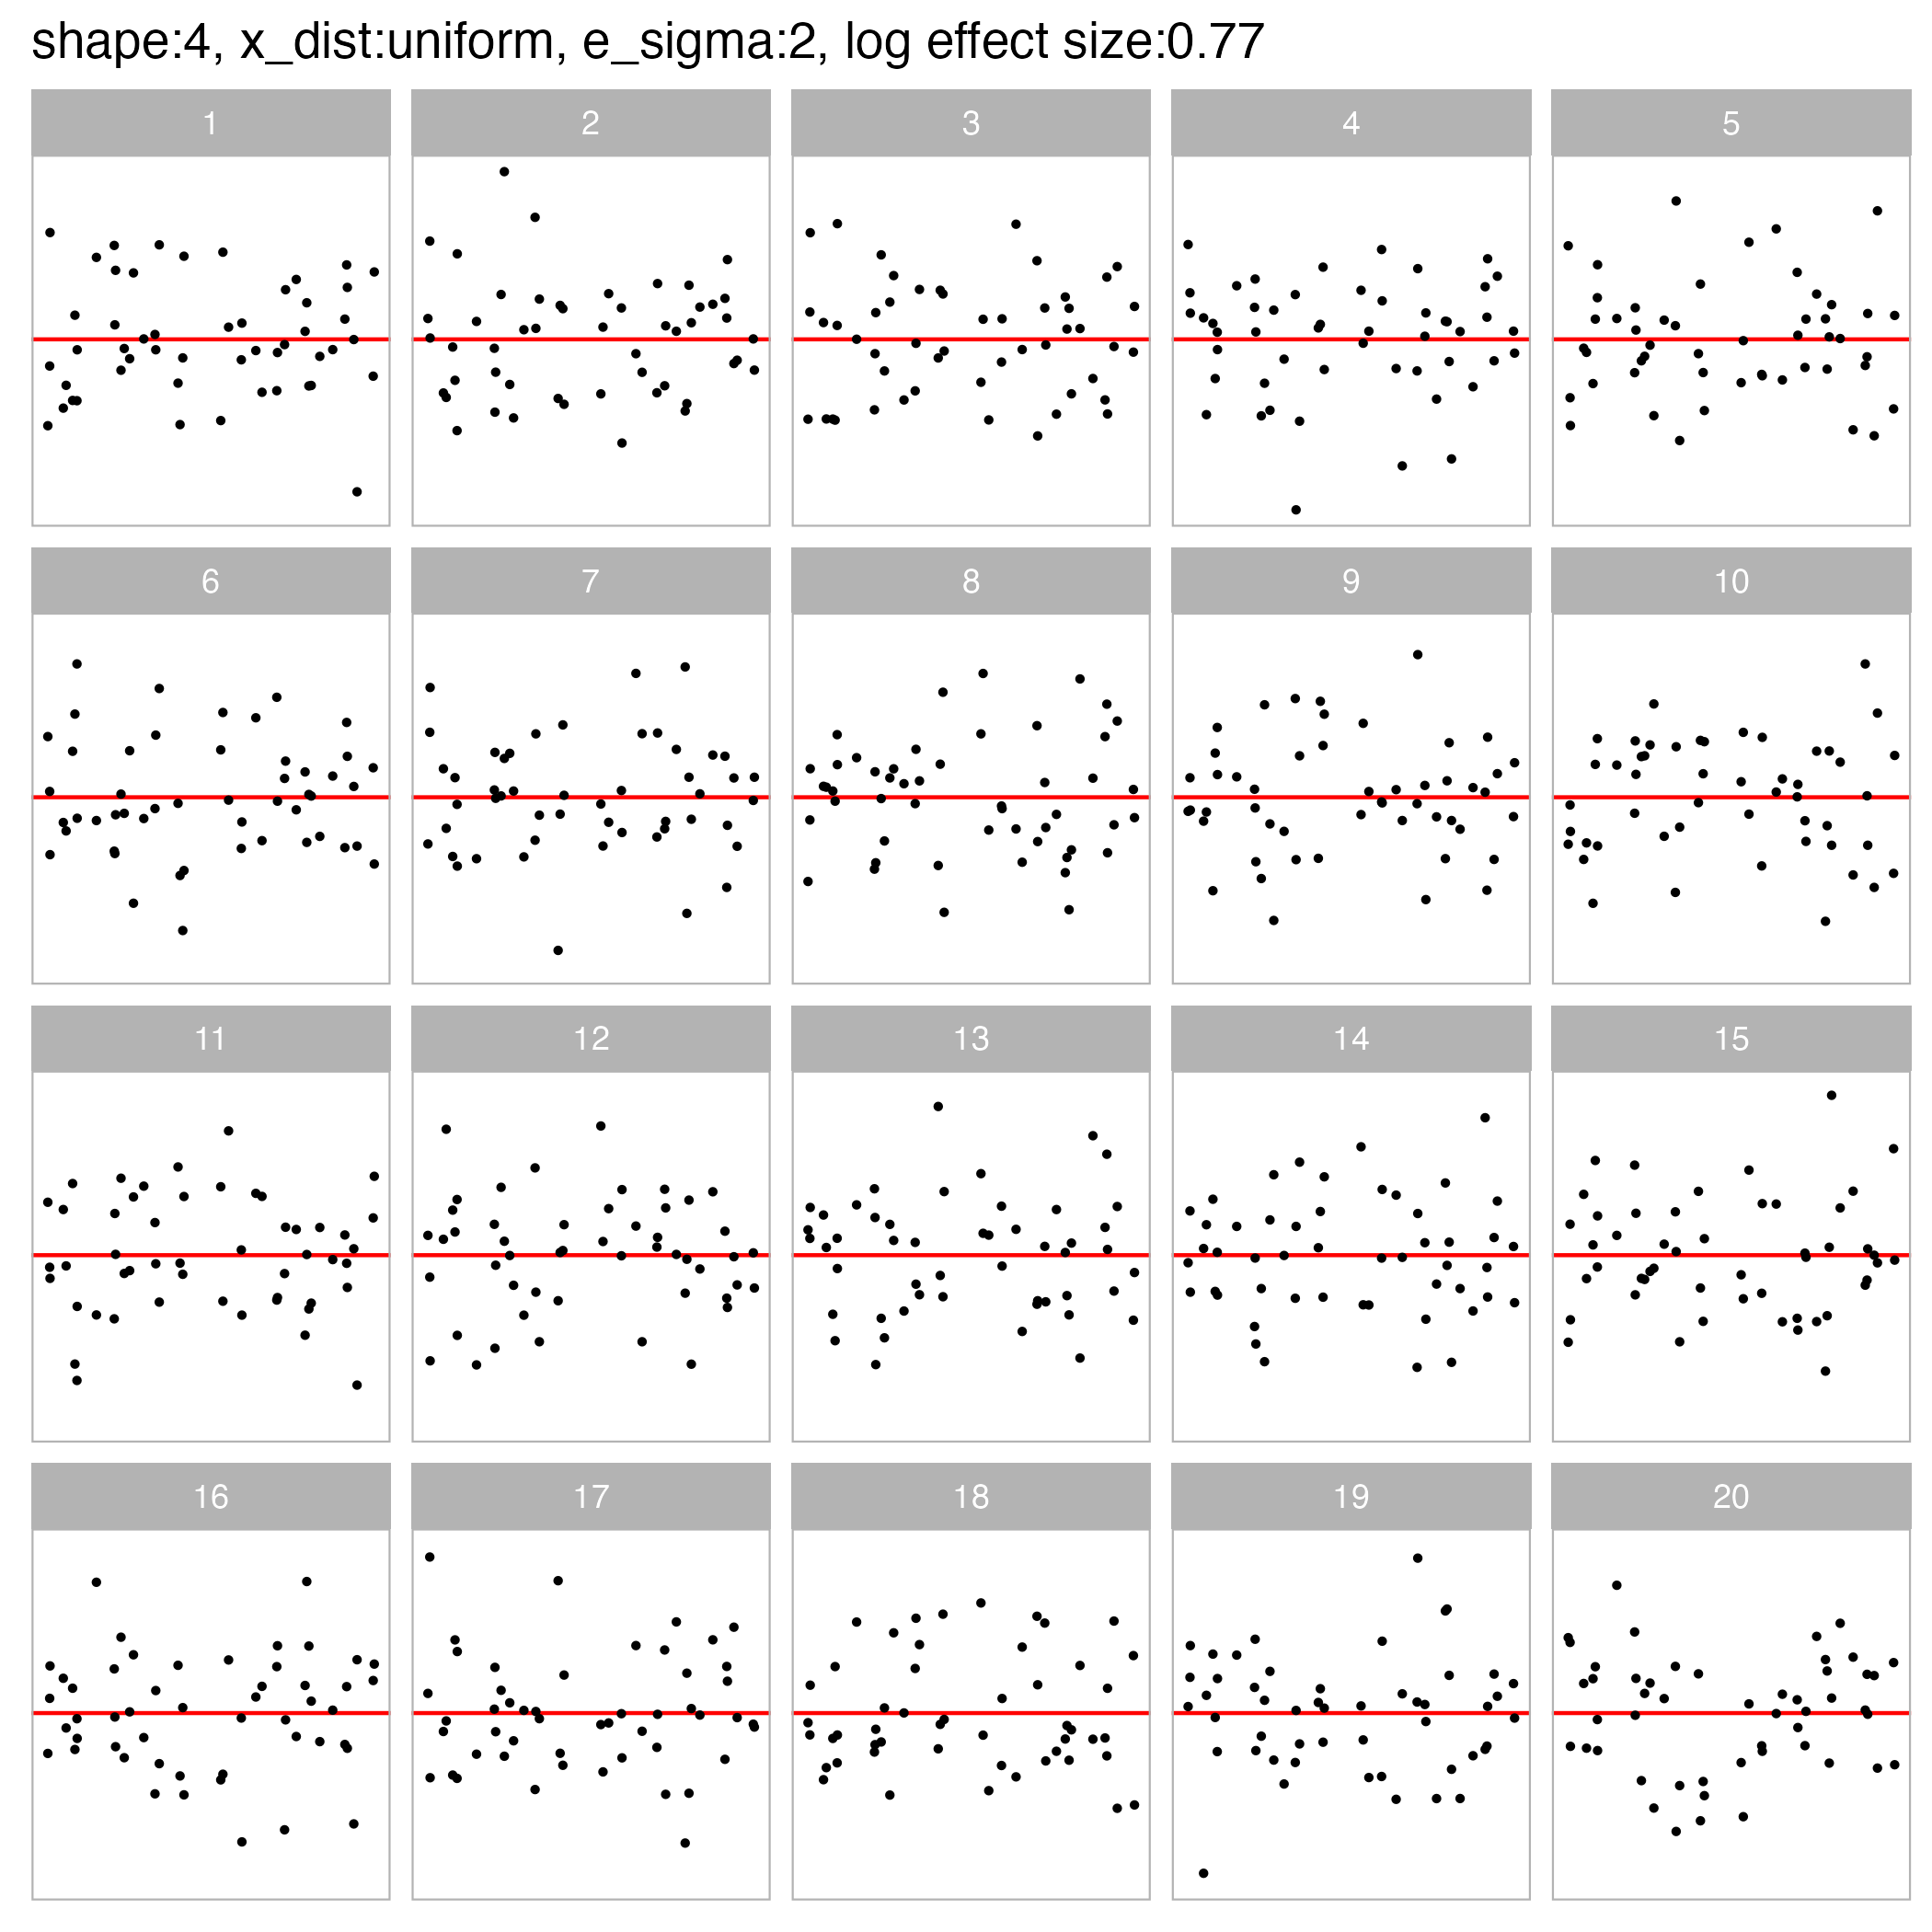 shape:4, x_dist:uniform, e_sigma:2, log effect size:0.77
1 2 3 4 5
6 7 8 9 10
11 12 13 14 15
16 17 18 19 20